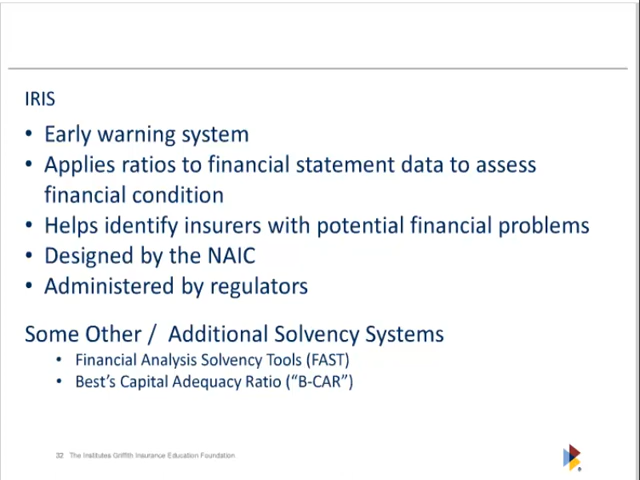 IRIS
• Early warning system
• Applies ratios to financial statement data to assess
financial condition
• Helps identify insurers with potential financial problems
• Designed by the NAIC
• Administered by regulators
Some Other /  Additional Solvency Systems
• Financial Analysis Solvency Tools (FAST)
• Best's Capital Adequacy Ratio (“B-CAR”)
32 The Institutes Griffith Insurance Education Foundation